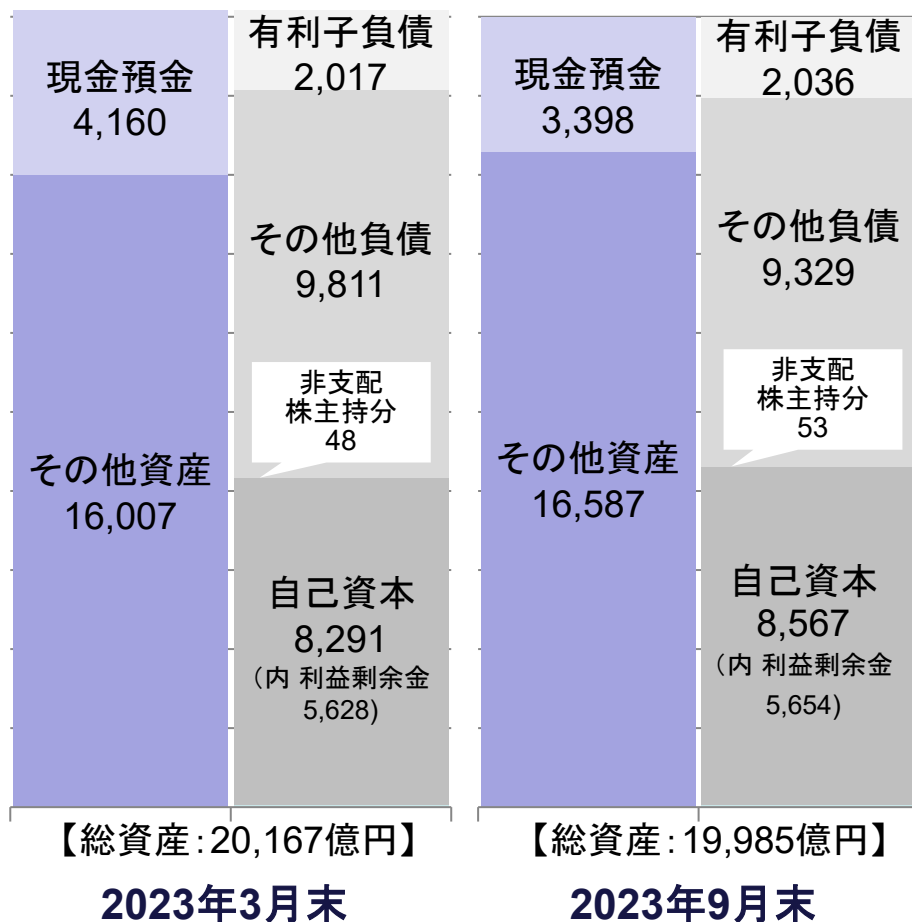 現金預金
4,160
その他資産
16,007
有利子負債
2,017
その他負債
9,811
非支配
株主持分
48
自己資本
8,291
（内 利益剰余金
5,628)
【総資産：20,167億円】
2023年3月末
現金預金
3,398
その他資産
16,587
有利子負債
2,036
その他負債
9,329
非支配
株主持分
53
自己資本
8,567
（内 利益剰余金
5,654)
【総資産：19,985億円】
2023年9月末